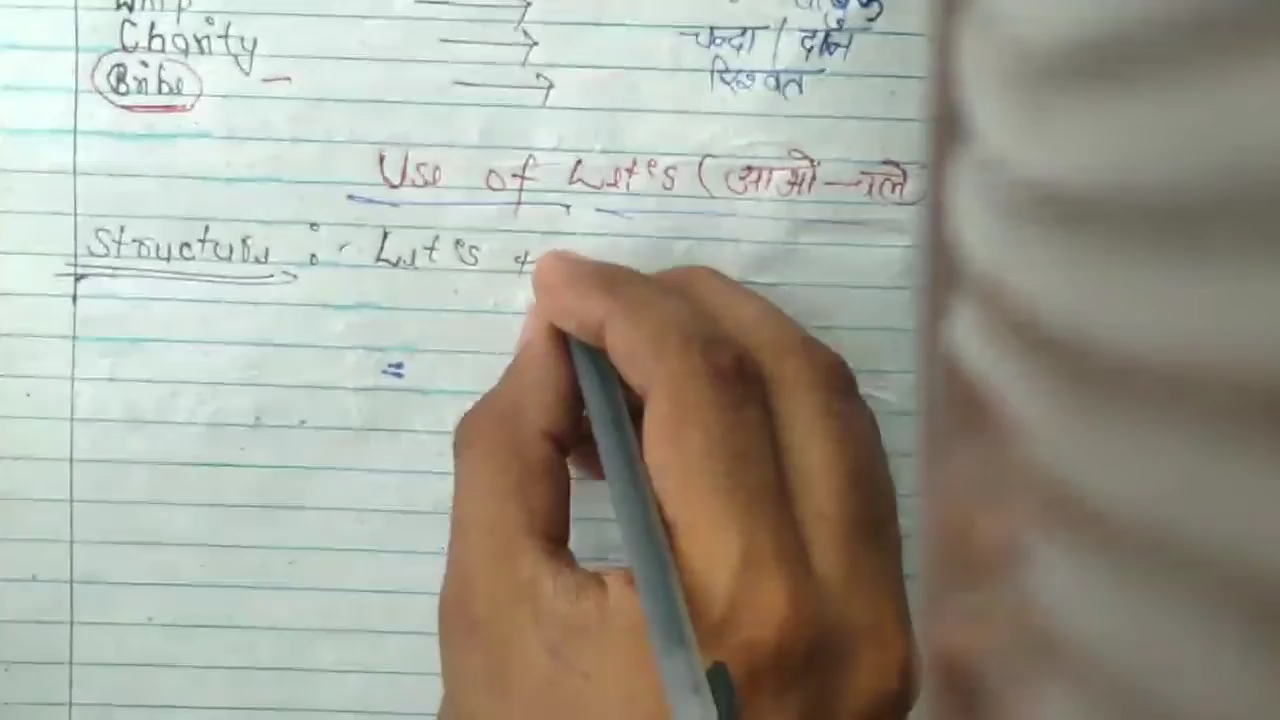 Charity → चन्दा / दान
Bribe - → रिश्वत
Use of Let's (आओं-चले
Structure :- Let's +
=